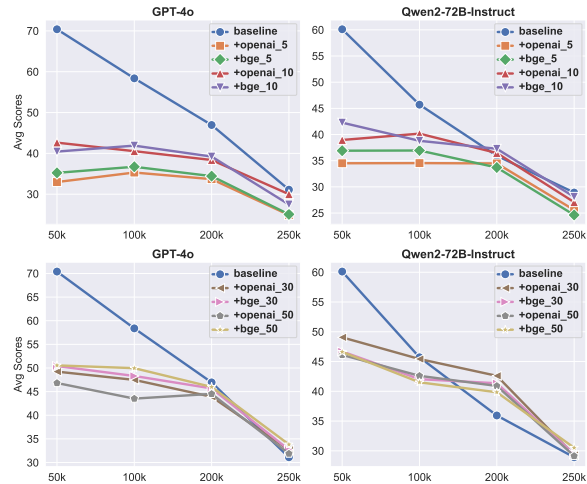 GPT-4o
Avg Scores
70
60
50
40
30
50k 100k 200k 250k
baseline
+openai_5
+bge_5
+openai_10
+bge_10
Qwen2-72B-Instruct
60
55
50
45
40
35
30
25
50k 100k 200k 250k
baseline
+openai_5
+bge_5
+openai_10
+bge_10
GPT-4o
Avg Scores
70
65
60
55
50
45
40
35
30
50k 100k 200k 250k
baseline
+openai_30
+bge_30
+openai_50
+bge_50
Qwen2-72B-Instruct
60
55
50
45
40
35
30
50k 100k 200k 250k
baseline
+openai_30
+bge_30
+openai_50
+bge_50